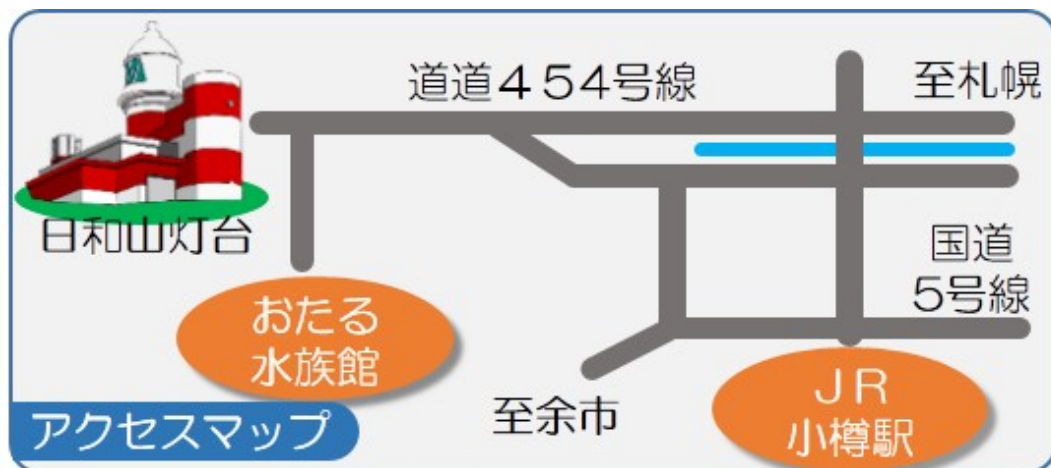 道道４５４号線
至札幌
日和山灯台
国道
５号線
おたる
水族館
至余市
ＪＲ
小樽駅
アクセスマップ